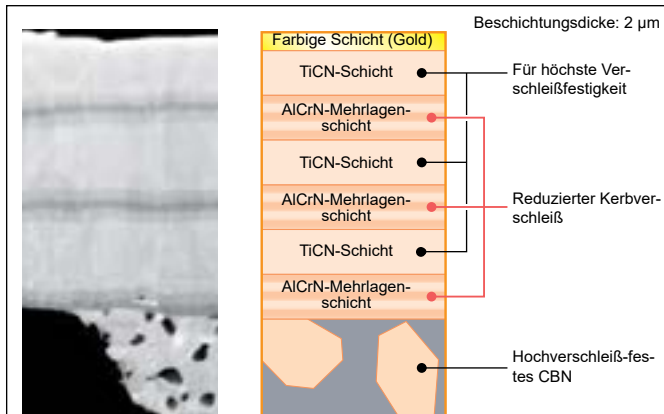 Beschichtungsdicke: 2 µm
Farbige Schicht (Gold)
TiCN-Schicht
Für höchste Ver-
schleißfestigkeit
AlCrN-Mehrlagen-
schicht
TiCN-Schicht
AlCrN-Mehrlagen-
schicht
Reduzierter Kerbver-
schleiß
TiCN-Schicht
AlCrN-Mehrlagen-
schicht
Hochverschleiß-fes-
tes CBN